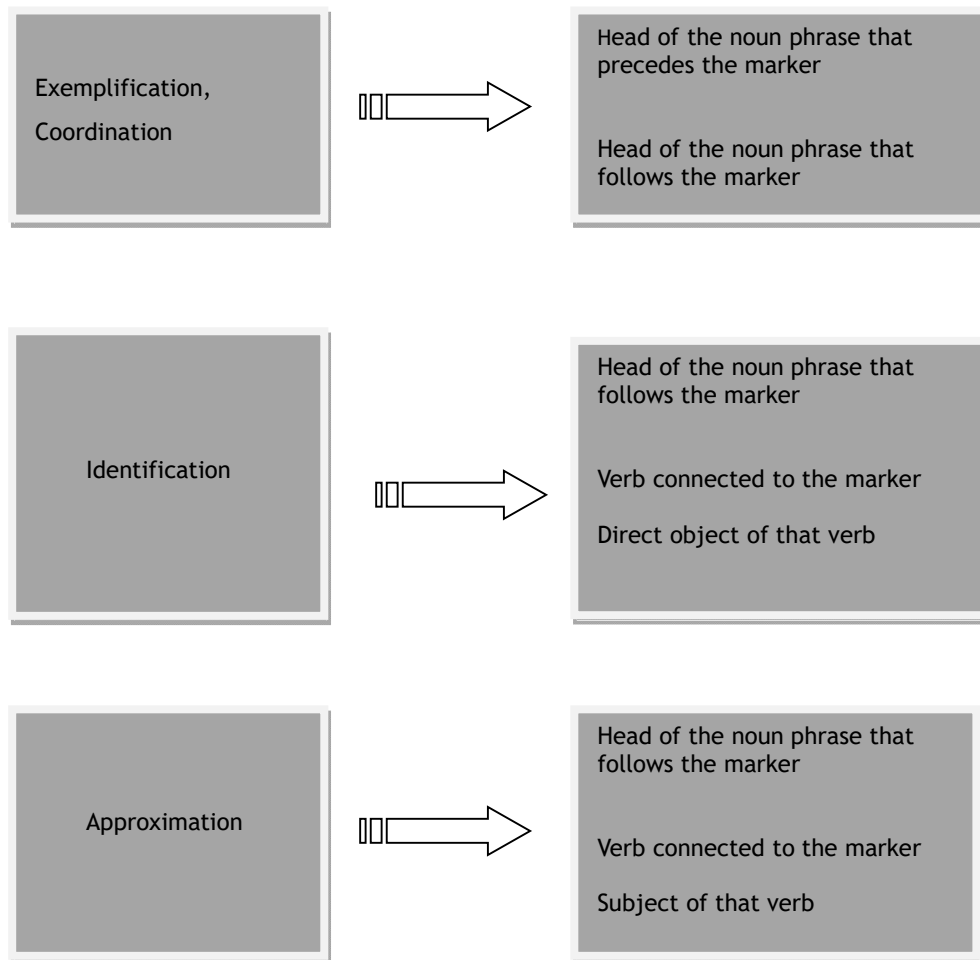 Exemplification,
Coordination
Head of the noun phrase that
precedes the marker
Head of the noun phrase that
follows the marker
Identification
Head of the noun phrase that
follows the marker
Verb connected to the marker
Direct object of that verb
Approximation
Head of the noun phrase that
follows the marker
Verb connected to the marker
Subject of that verb